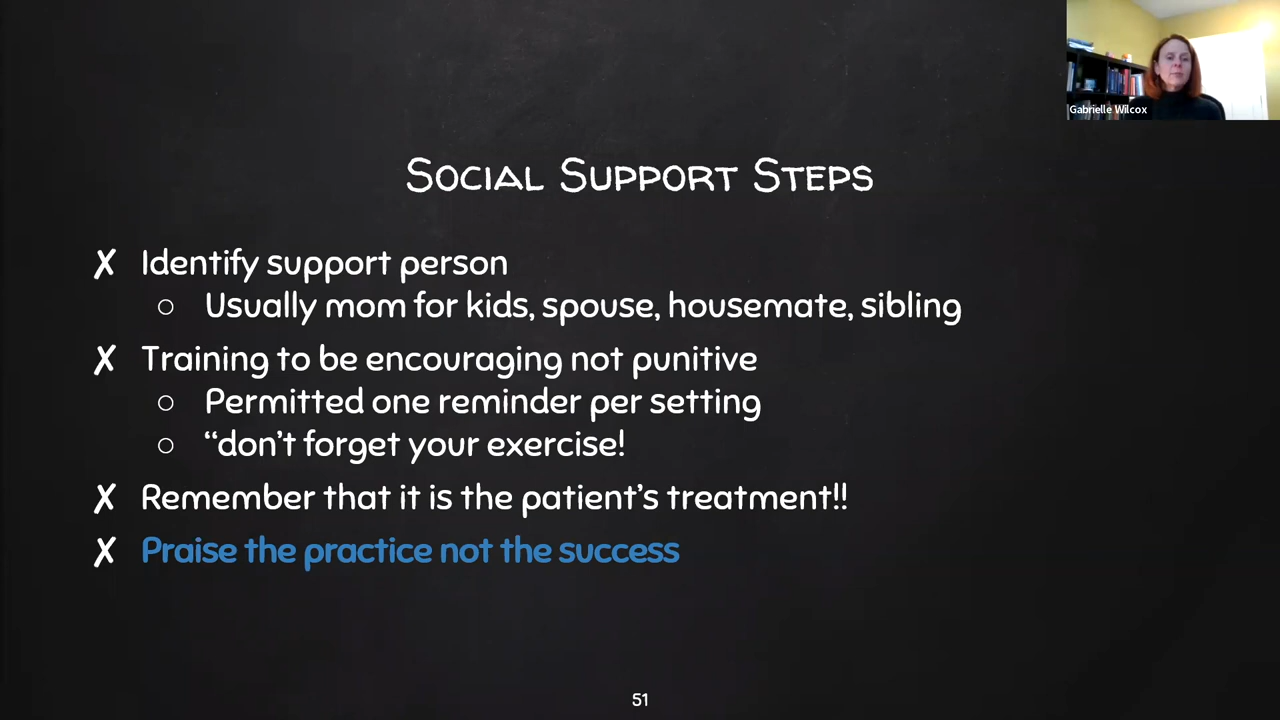 Gabrielle Wilcox
Social Support Steps
✗ Identify support person
○ Usually mom for kids, spouse, housemate, sibling
✗ Training to be encouraging not punitive
○ Permitted one reminder per setting
○ “don’t forget your exercise!
✗ Remember that it is the patient’s treatment!!
✗ Praise the practice not the success
51